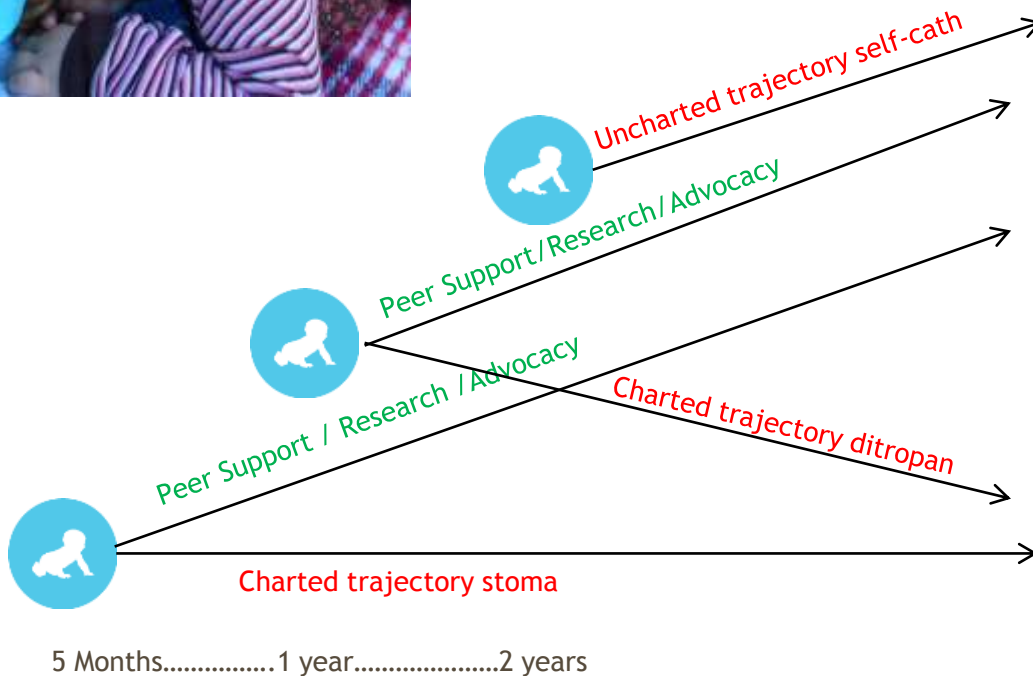 Uncharted trajectory self-cath
Peer Support/Research/Advocacy
Peer Support / Research /Advocacy
Charted trajectory ditropan
Charted trajectory stoma
5 Months……………..1 year…………………2 years